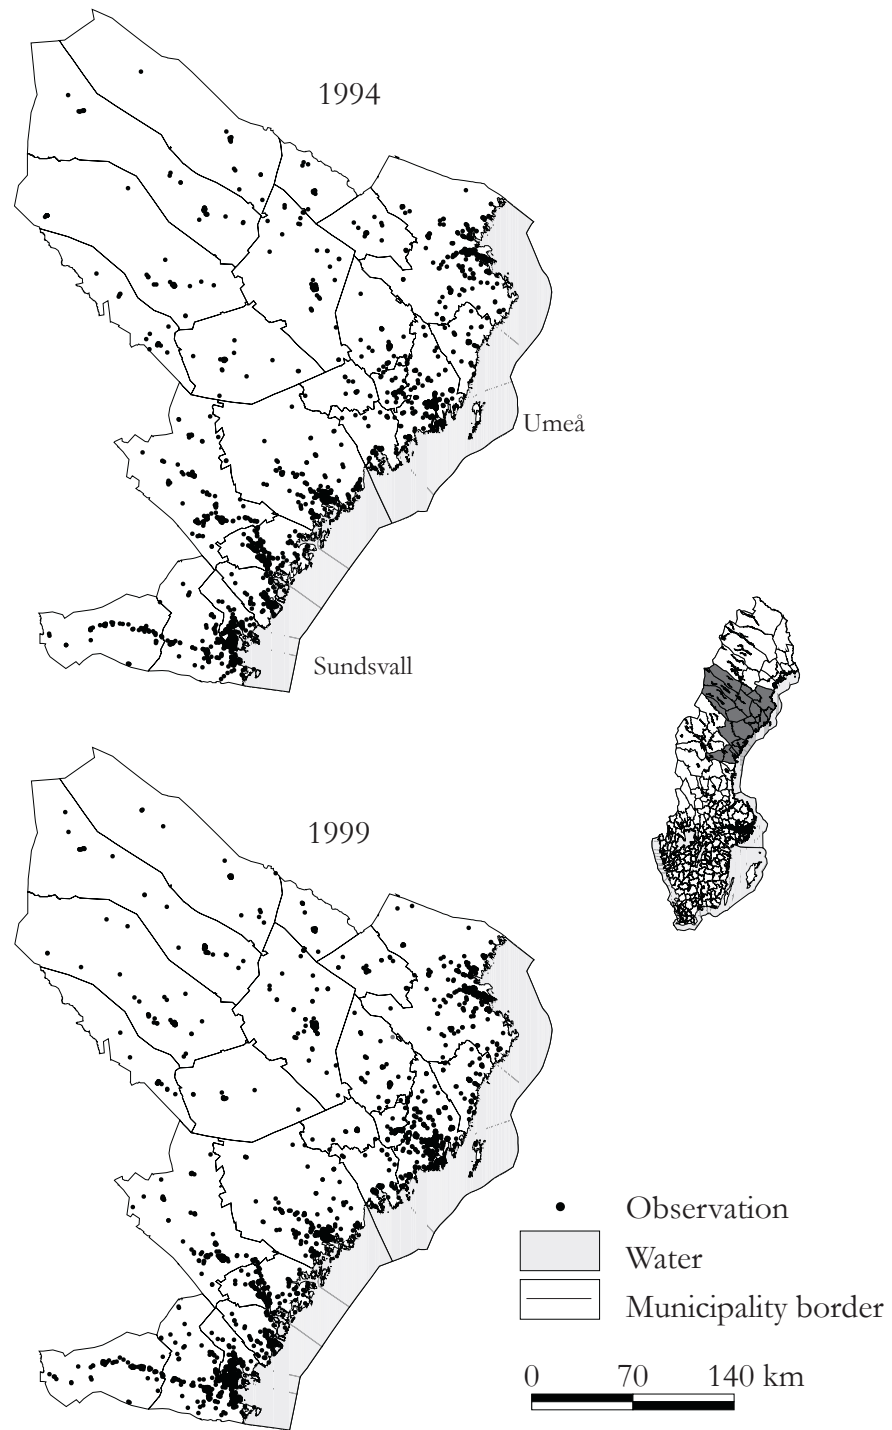 1994
Umeå
Sundsvall
1999
Observation
Water
Municipality border
0 70 140 km